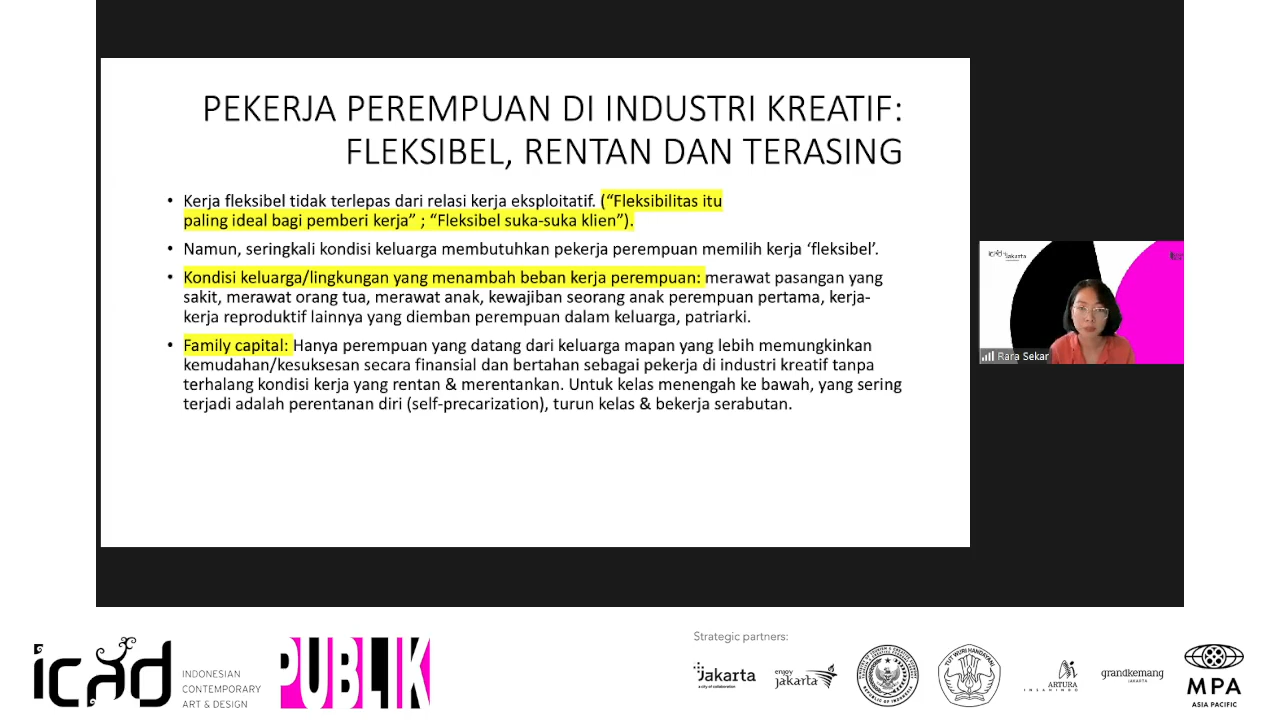 PEKERJA PEREMPUAN DI INDUSTRI KREATIF:
FLEKSIBEL, RENTAN DAN TERASING
• Kerja fleksibel tidak terlepas dari relasi kerja eksploitatif. (“Fleksibilitas itu
paling ideal bagi pemberi kerja” ; “Fleksibel suka-suka klien”).
• Namun, seringkali kondisi keluarga membutuhkan pekerja perempuan memilih kerja ‘fleksibel’.
• Kondisi keluarga/lingkungan yang menambah beban kerja perempuan: merawat pasangan yang
sakit, merawat orang tua, merawat anak, kewajiban seorang anak perempuan pertama, kerja-
kerja reproduktif lainnya yang diemban perempuan dalam keluarga, patriarki.
• Family capital: Hanya perempuan yang datang dari keluarga mapan yang lebih memungkinkan
kemudahan/kesuksesan secara finansial dan bertahan sebagai pekerja di industri kreatif tanpa
terhalang kondisi kerja yang rentan & merentankan. Untuk kelas menengah ke bawah, yang sering
terjadi adalah perentanan diri (self-precarization), turun kelas & bekerja serabutan.
Rara Sekar
icad
INDONESIAN
CONTEMPORARY
ART & DESIGN
PUBLIK
Strategic partners:
Jakarta
a city of collaboration
enjoy
jakarta
REPUBLIC OF INDONESIA
TUT WURI HANDAYANI
ARTURA
INSANINDO
grandkemang
JAKARTA
MPA
ASIA PACIFIC